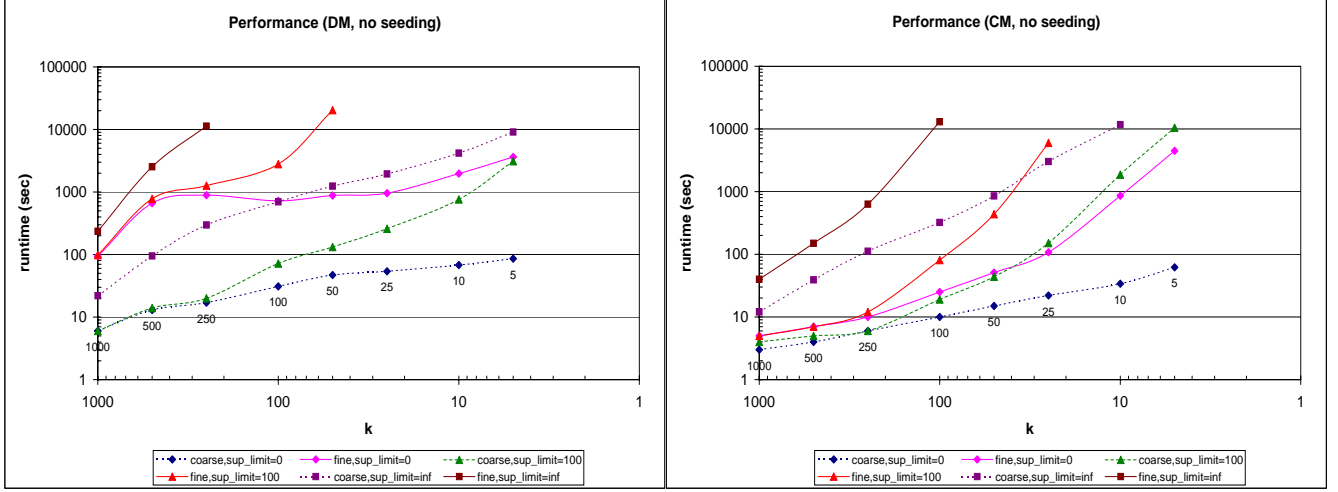 Performance (DM, no seeding)
100000
10000
1000
100
10
1
runtime (sec)
1000
500
250
100
50
25
10
5
1000
100
10
1
k
coarse,sup_limit=0
fine,sup_limit=0
coarse,sup_limit=100
fine,sup_limit=100
coarse,sup_limit=inf
fine,sup_limit=inf
Performance (CM, no seeding)
100000
10000
1000
100
10
1
runtime (sec)
1000
500
250
100
50
25
10
5
1000
100
10
1
k
coarse,sup_limit=0
fine,sup_limit=0
coarse,sup_limit=100
fine,sup_limit=100
coarse,sup_limit=inf
fine,sup_limit=inf